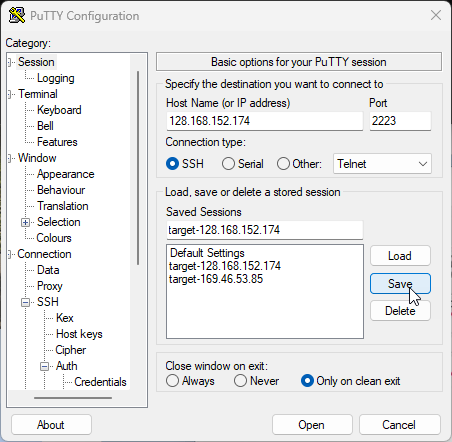 PuTTY Configuration
Category:
Session
Logging
Terminal
Keyboard
Bell
Features
Window
Appearance
Behaviour
Translation
Selection
Colours
Connection
Data
Proxy
SSH
Kex
Host keys
Cipher
Auth
Credentials
Basic options for your PuTTY session
Specify the destination you want to connect to
Host Name (or IP address) Port
128.168.152.174 2223
Connection type:
SSH Serial Other: Telnet
Load, save or delete a stored session
Saved Sessions
target-128.168.152.174
Default Settings
target-128.168.152.174
target-169.46.53.85
Load
Save
Delete
Close window on exit:
Always Never Only on clean exit
About Open Cancel